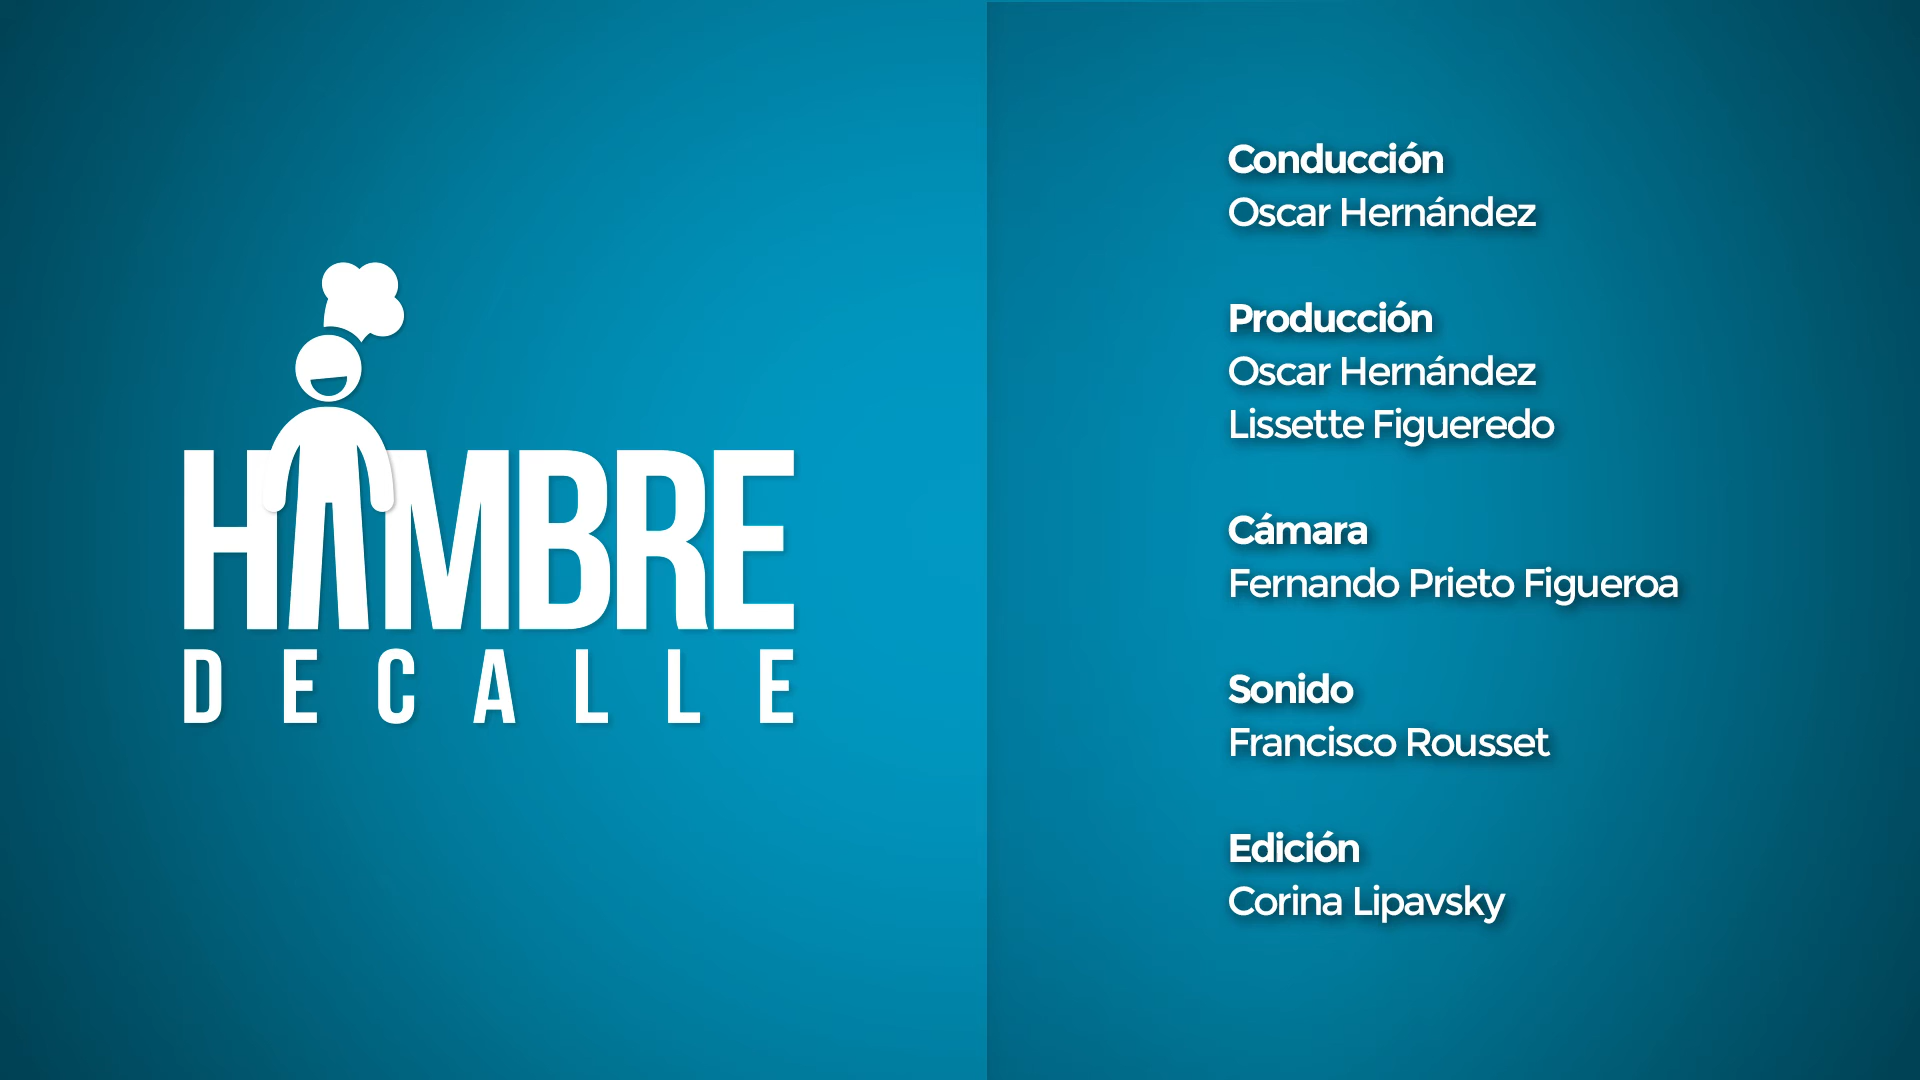 HAMBRE
DECALLE
Conducción
Oscar Hernández
Producción
Oscar Hernández
Lissette Figueredo
Cámara
Fernando Prieto Figueroa
Sonido
Francisco Rousset
Edición
Corina Lipavsky